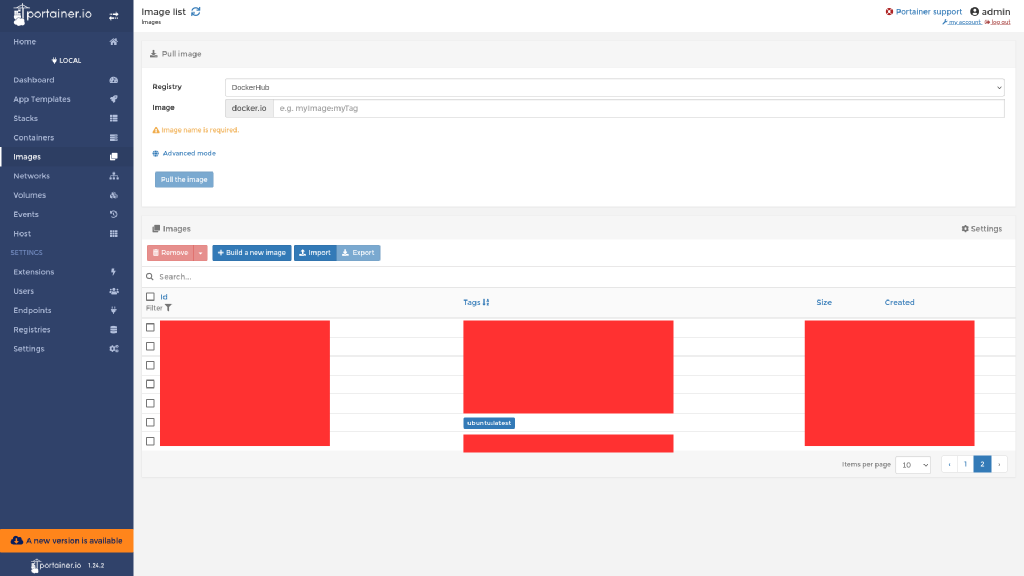 portainer.io
Image list
Images
Portainer support
admin
my account
log out
Home
LOCAL
Dashboard
App Templates
Stacks
Containers
Images
Networks
Volumes
Events
Host
SETTINGS
Extensions
Users
Endpoints
Registries
Settings
A new version is available
portainer.io 1.24.2
Pull image
Registry
DockerHub
Image
docker.io
e.g. myImage:myTag
Image name is required.
Advanced mode
Pull the image
Images
Settings
Remove
Build a new image
Import
Export
Search...
Id
Filter
Tags
Size
Created
ubuntu:latest
Items per page
10
‹ 1 2 ›